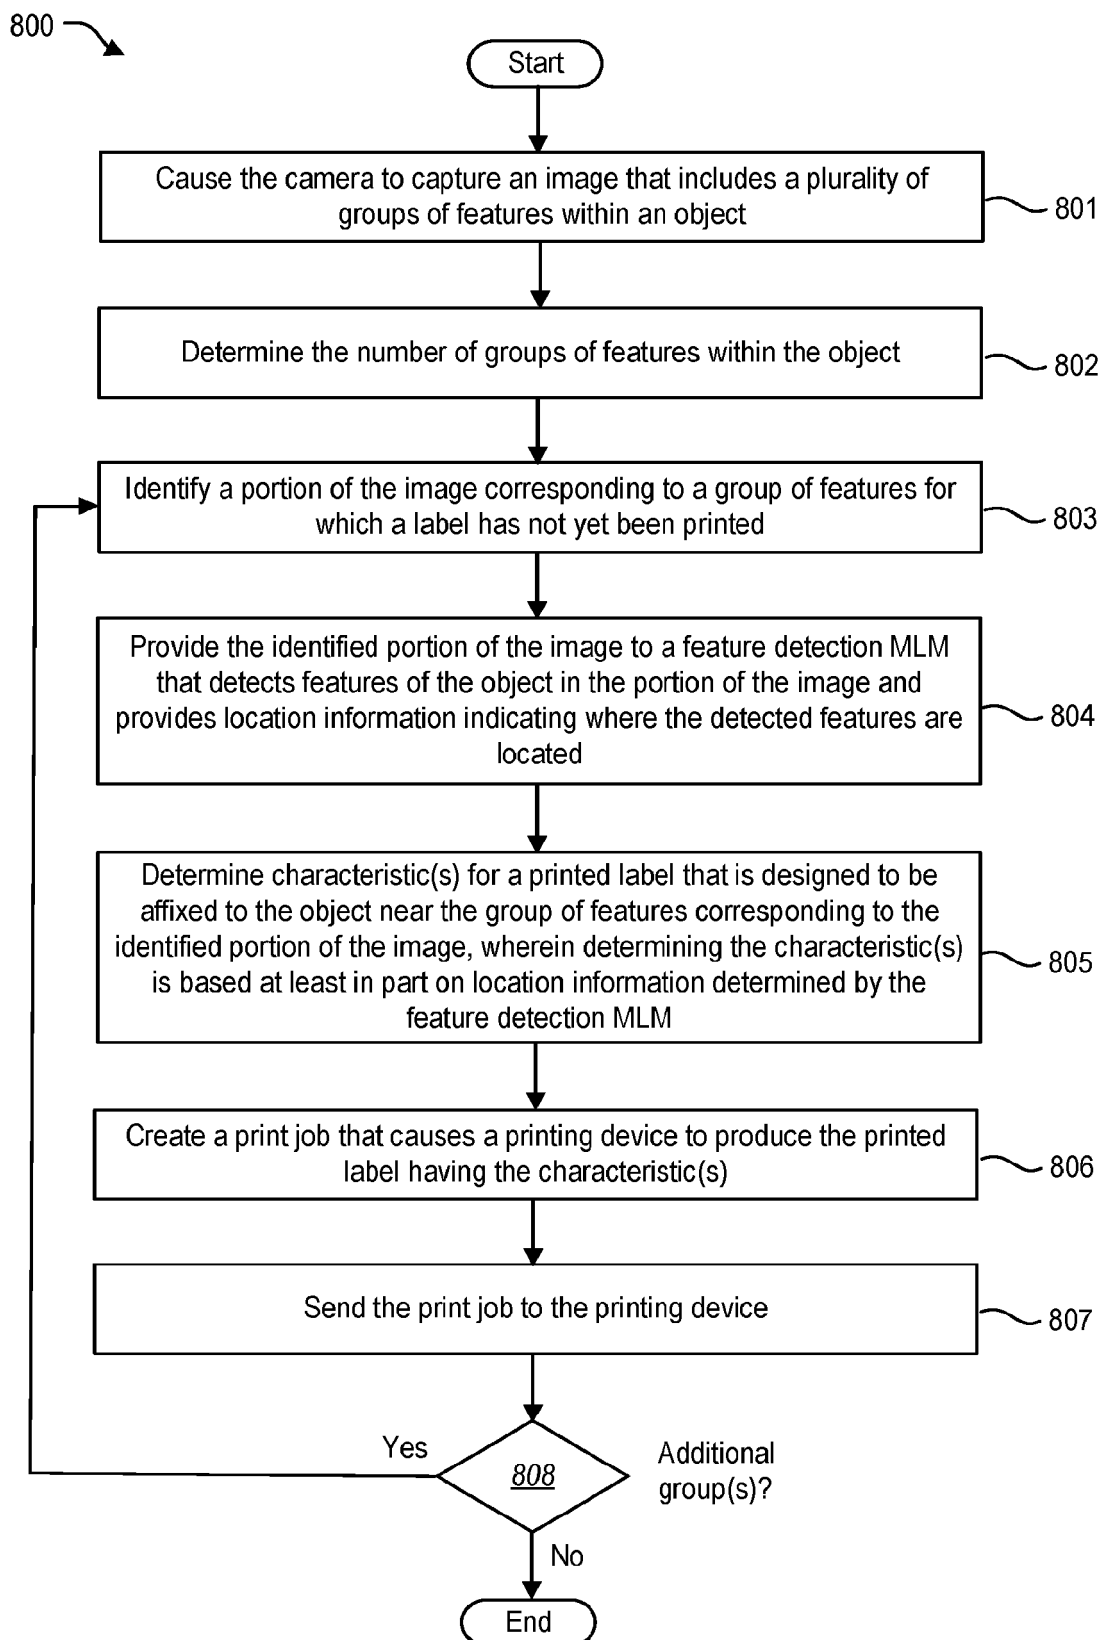 800
Start
Cause the camera to capture an image that includes a plurality of
groups of features within an object
801
Determine the number of groups of features within the object
802
Identify a portion of the image corresponding to a group of features for
which a label has not yet been printed
803
Provide the identified portion of the image to a feature detection MLM
that detects features of the object in the portion of the image and
provides location information indicating where the detected features are
located
804
Determine characteristic(s) for a printed label that is designed to be
affixed to the object near the group of features corresponding to the
identified portion of the image, wherein determining the characteristic(s)
is based at least in part on location information determined by the
feature detection MLM
805
Create a print job that causes a printing device to produce the printed
label having the characteristic(s)
806
Send the print job to the printing device
807
Yes
808
Additional
group(s)?
No
End